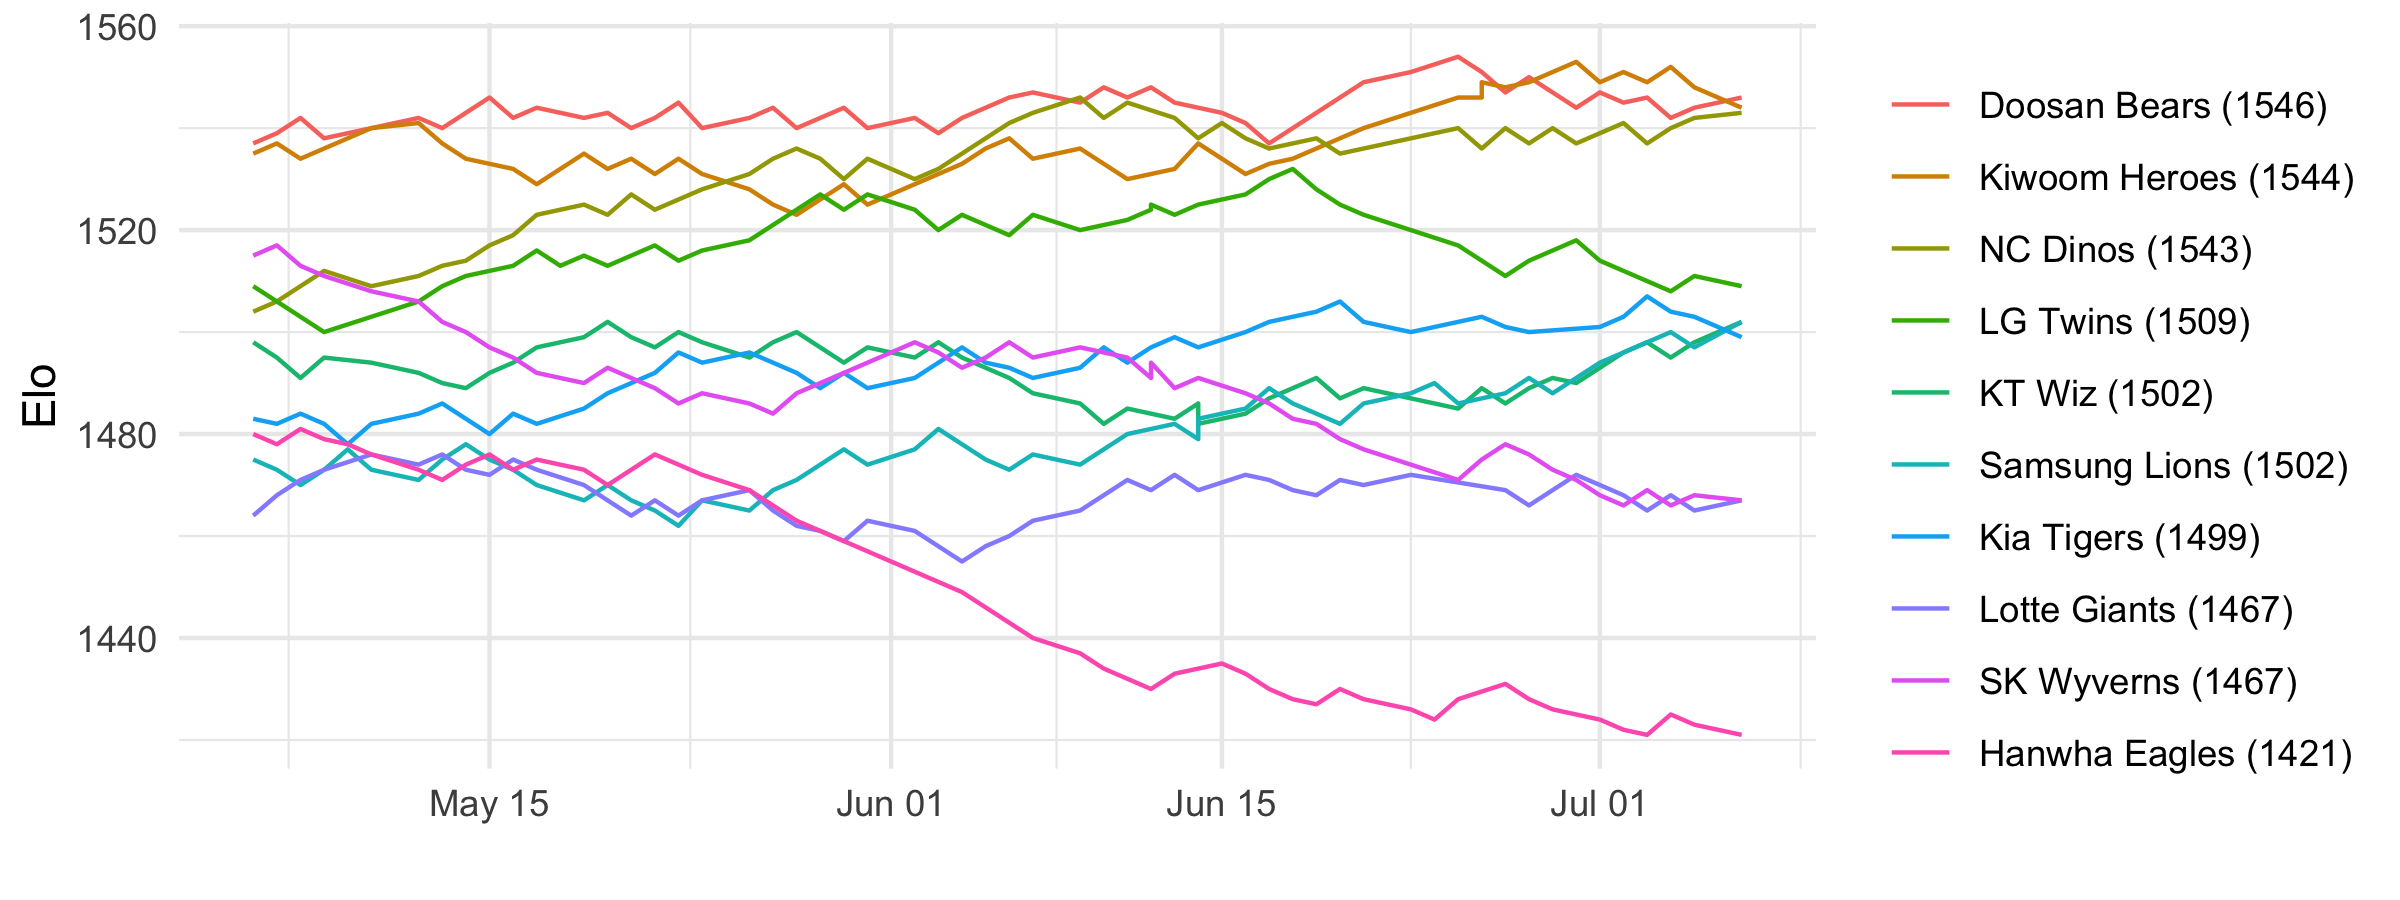 1560
1520
1480
1440
Elo
May 15
Jun 01
Jun 15
Jul 01
Doosan Bears (1546)
Kiwoom Heroes (1544)
NC Dinos (1543)
LG Twins (1509)
KT Wiz (1502)
Samsung Lions (1502)
Kia Tigers (1499)
Lotte Giants (1467)
SK Wyverns (1467)
Hanwha Eagles (1421)